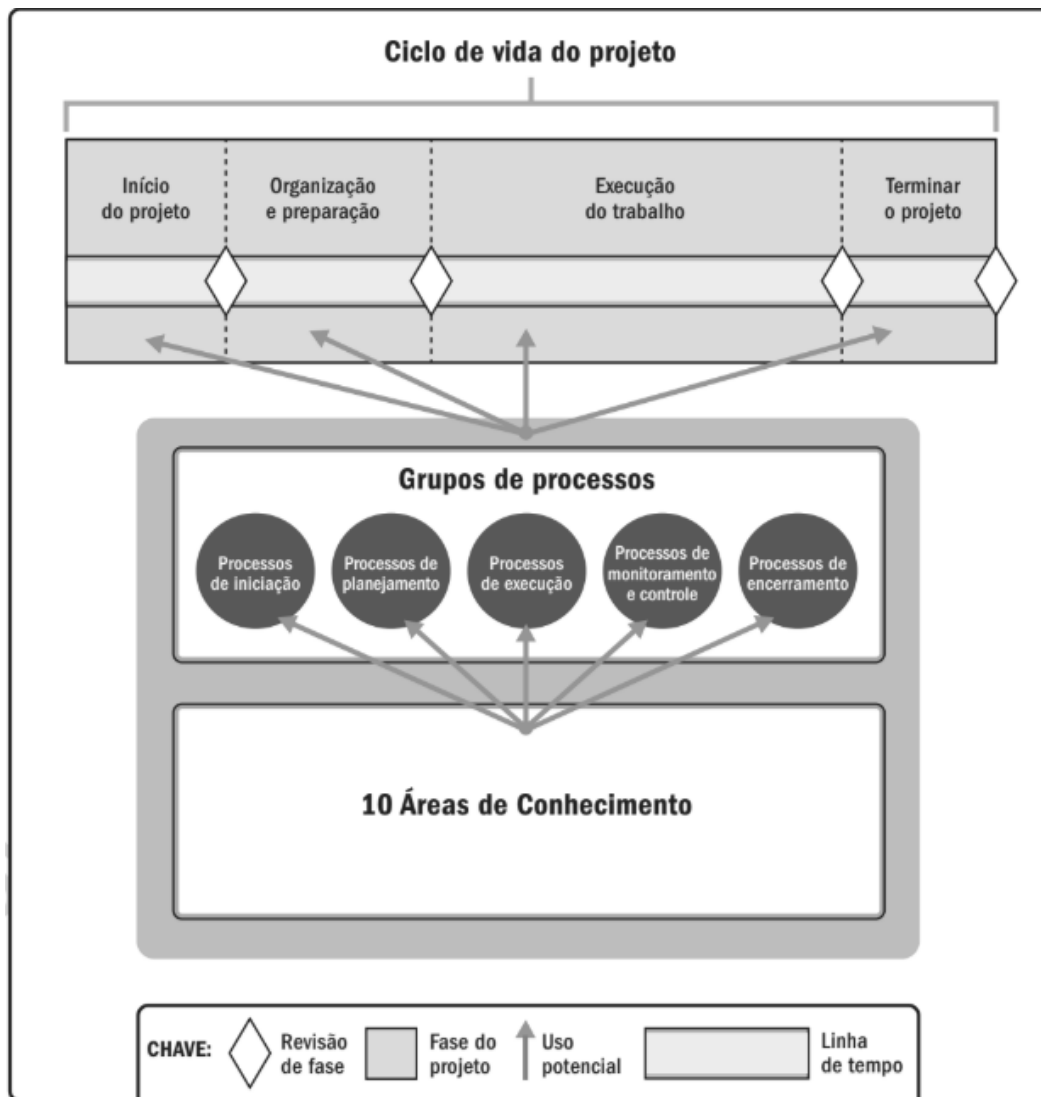 Ciclo de vida do projeto
Início
do projeto
Organização
e preparação
Execução
do trabalho
Terminar
o projeto
Grupos de processos
Processos
de iniciação
Processos de
planejamento
Processos
de execução
Processos de
monitoramento
e controle
Processos de
encerramento
10 Áreas de Conhecimento
CHAVE:
Revisão
de fase
Fase do
projeto
Uso
potencial
Linha
de tempo